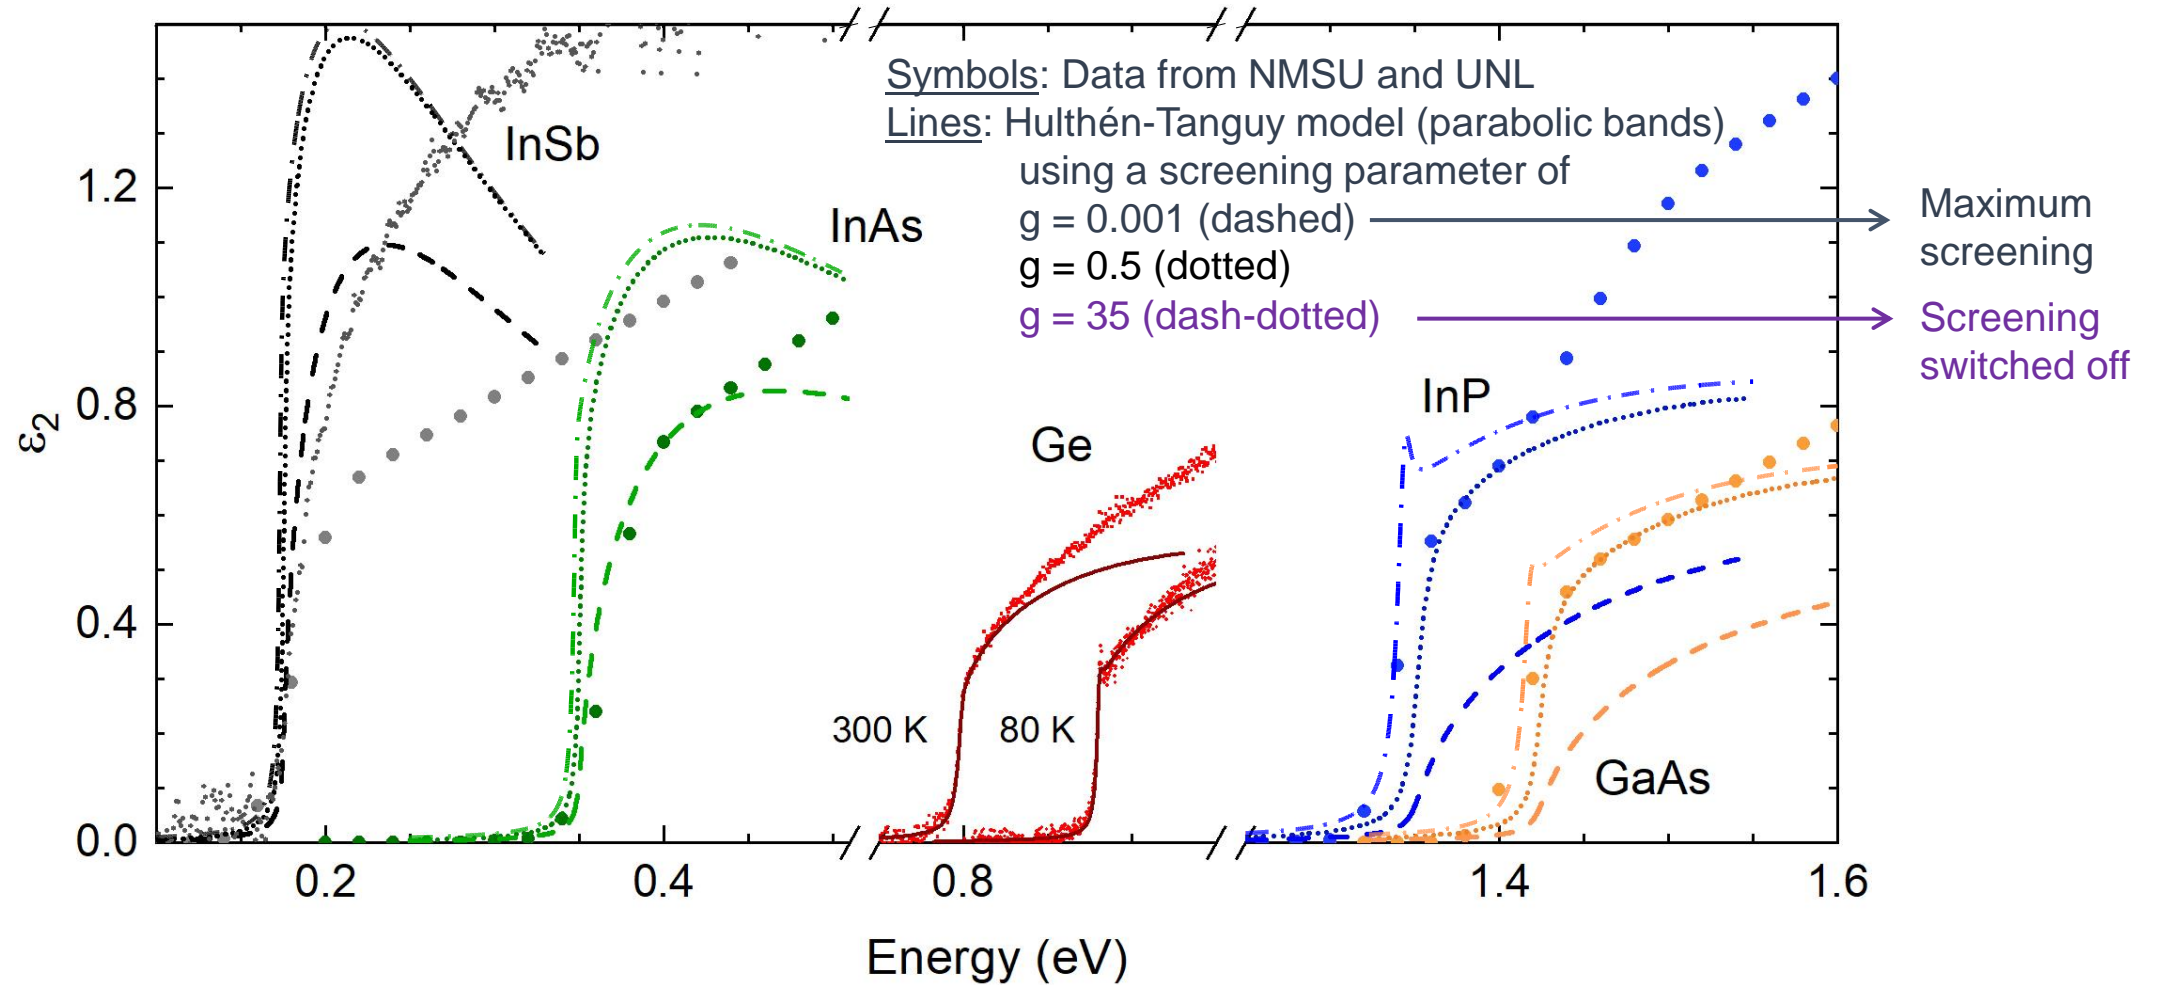 Symbols: Data from NMSU and UNL
Lines: Hulthén-Tanguy model (parabolic bands)
using a screening parameter of
g = 0.001 (dashed)
g = 0.5 (dotted)
g = 35 (dash-dotted)
Maximum
screening
Screening
switched off
InSb
InAs
Ge
InP
GaAs
300 K
80 K
ε2
1.2
0.8
0.4
0.0
0.2
0.4
0.8
1.4
1.6
Energy (eV)